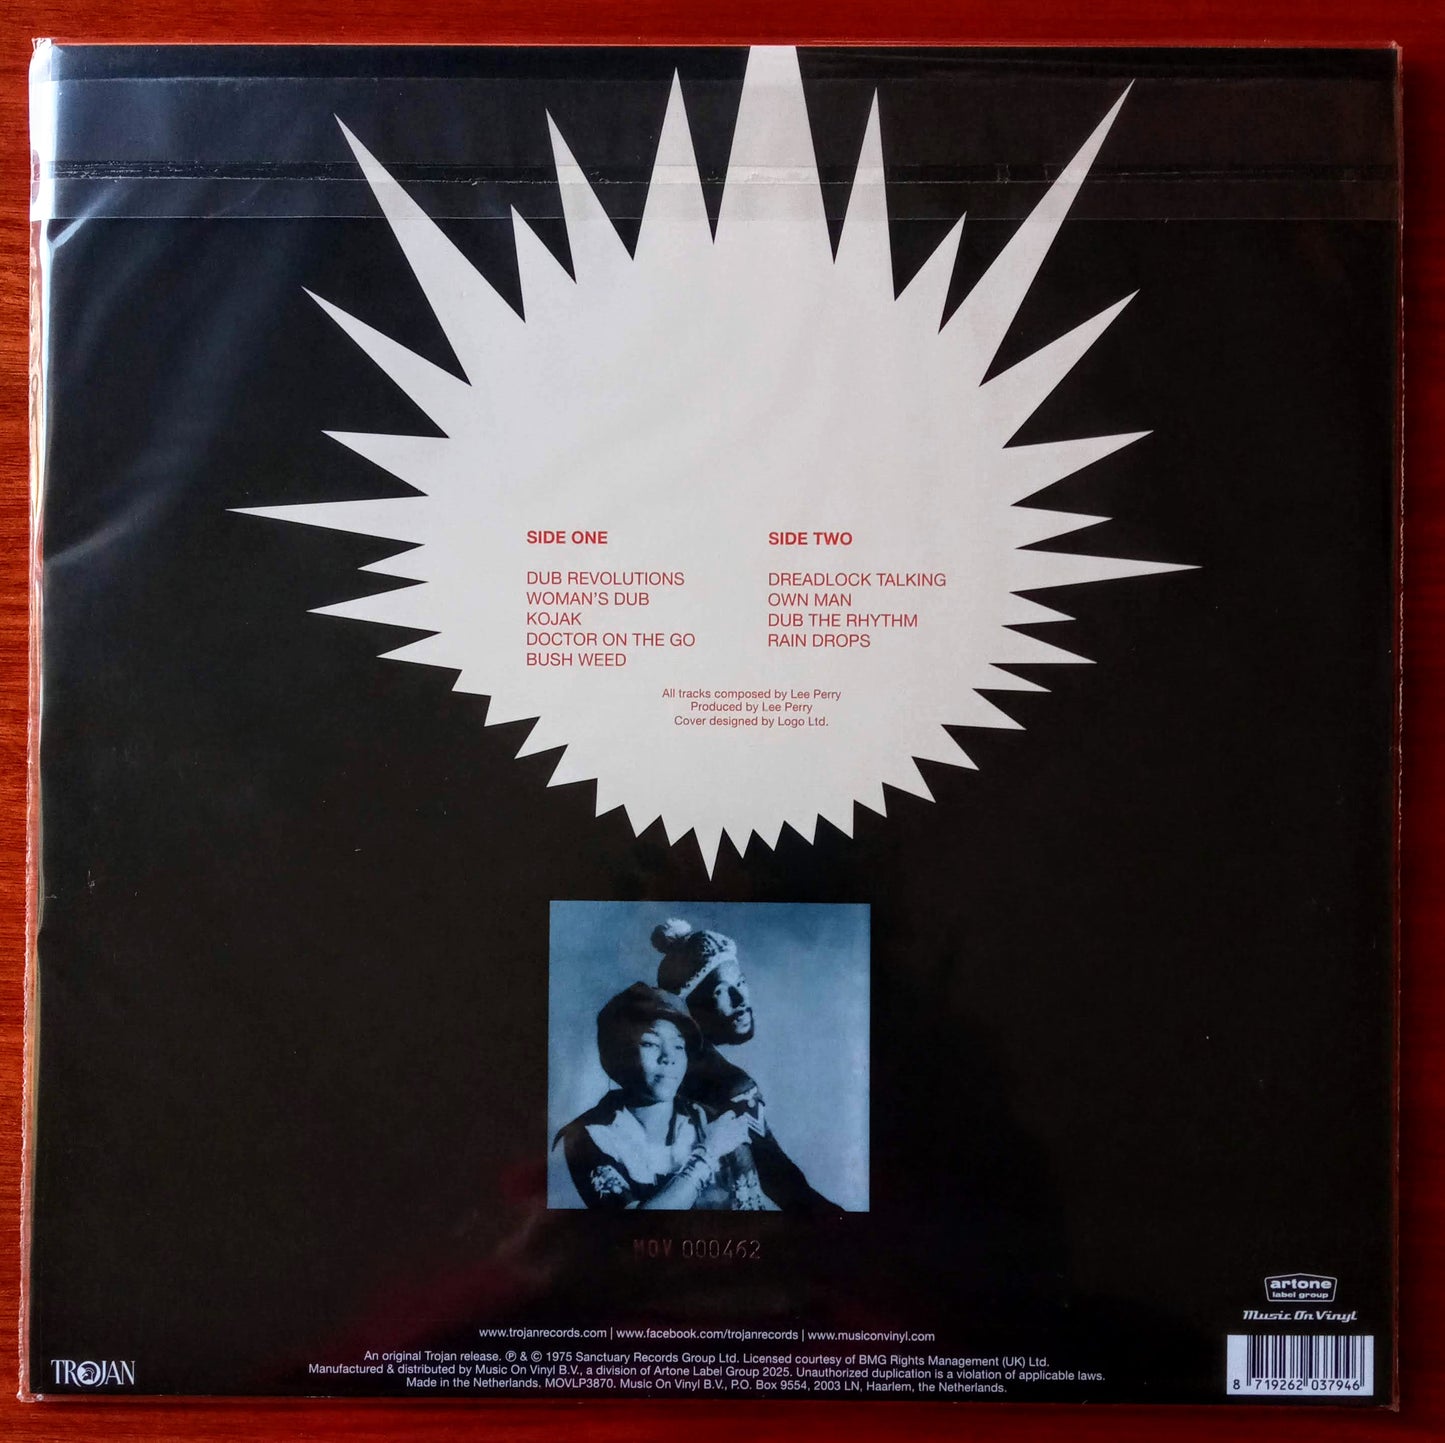 SIDE ONE
DUB REVOLUTIONS
WOMAN'S DUB
KOJAK
DOCTOR ON THE GO
BUSH WEED
SIDE TWO
DREADLOCK TALKING
OWN MAN
DUB THE RHYTHM
RAIN DROPS
All tracks composed by Lee Perry
Produced by Lee Perry
Cover designed by Logo Ltd.
MOV 000462
artone
label group
Music On Vinyl
www.trojanrecords.com | www.facebook.com/trojanrecords | www.musiconvinyl.com
An original Trojan release. ℗ & © 1975 Sanctuary Records Group Ltd. Licensed courtesy of BMG Rights Management (UK) Ltd.
Manufactured & distributed by Music On Vinyl B.V., a division of Artone Label Group 2025. Unauthorized duplication is a violation of applicable laws.
Made in the Netherlands. MOVLP3870. Music On Vinyl B.V., P.O. Box 9554, 2003 LN, Haarlem, the Netherlands.
TROJAN
8 719262 037946